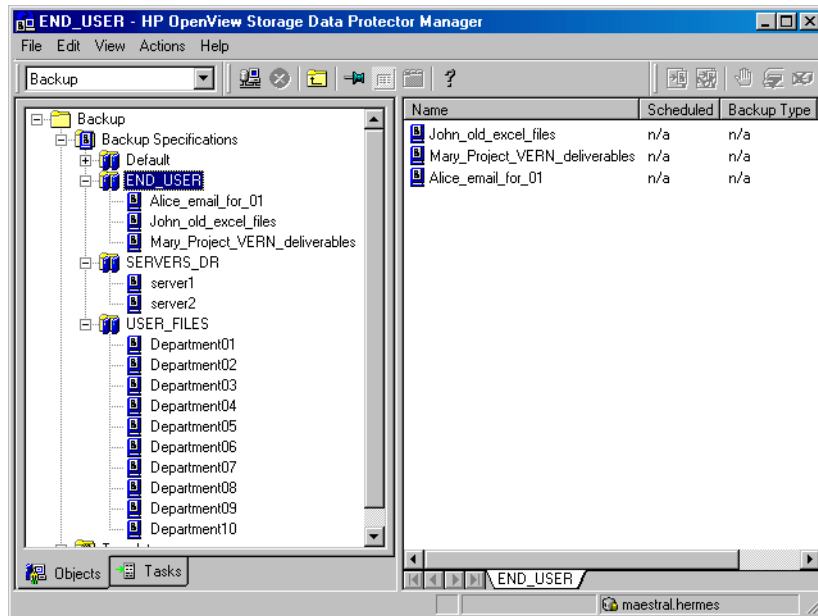 END_USER - HP OpenView Storage Data Protector Manager
File Edit View Actions Help
Backup
Backup
Backup Specifications
Default
END_USER
Alice_email_for_01
John_old_excel_files
Mary_Project_VERN_deliverables
SERVERS_DR
server1
server2
USER_FILES
Department01
Department02
Department03
Department04
Department05
Department06
Department07
Department08
Department09
Department10
Objects Tasks
Name Scheduled Backup Type
John_old_excel_files n/a n/a
Mary_Project_VERN_deliverables n/a n/a
Alice_email_for_01 n/a n/a
END_USER
maestral.hermes